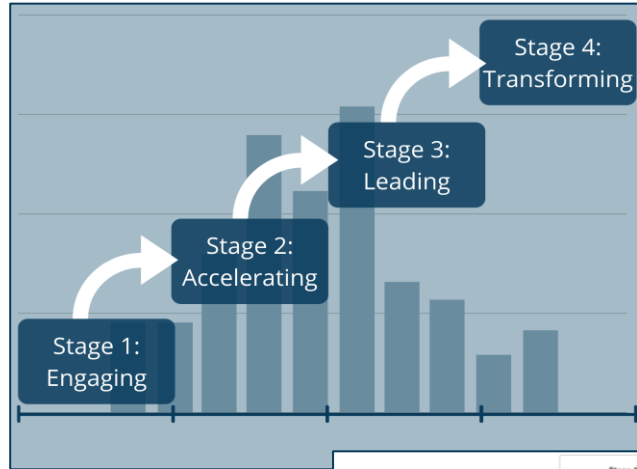 Stage 1:
Engaging
Stage 2:
Accelerating
Stage 3:
Leading
Stage 4:
Transforming